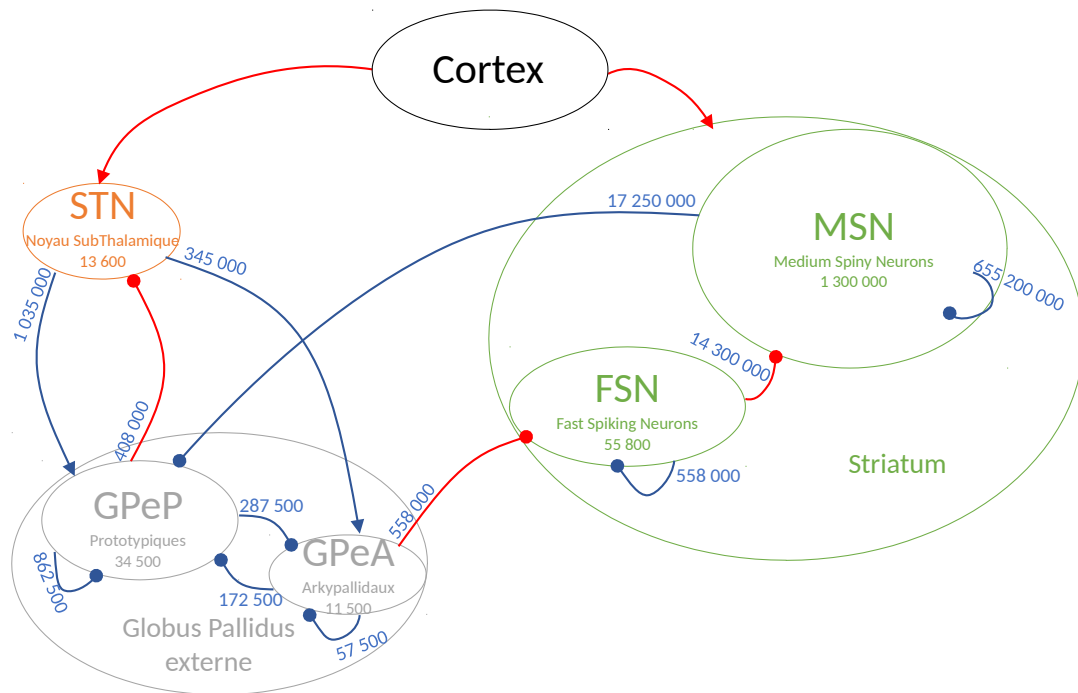 Cortex
STN
Noyau SubThalamique
13 600
345 000
1 035 000
408 000
17 250 000
MSN
Medium Spiny Neurons
1 300 000
655 200 000
14 300 000
FSN
Fast Spiking Neurons
55 800
558 000
Striatum
558 000
GPeP
Prototypiques
34 500
287 500
862 500
172 500
GPeA
Arkypallidaux
11 500
57 500
Globus Pallidus
externe